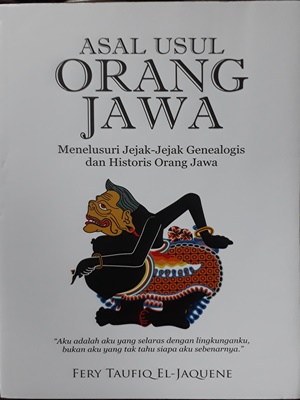 ASAL USUL
ORANG
JAWA
Menelusuri Jejak-Jejak Genealogis
dan Historis Orang Jawa
“Aku adalah aku yang selaras dengan lingkunganku,
bukan aku yang tak tahu siapa aku sebenarnya.”
FERY TAUFIQ EL-JAQUENE